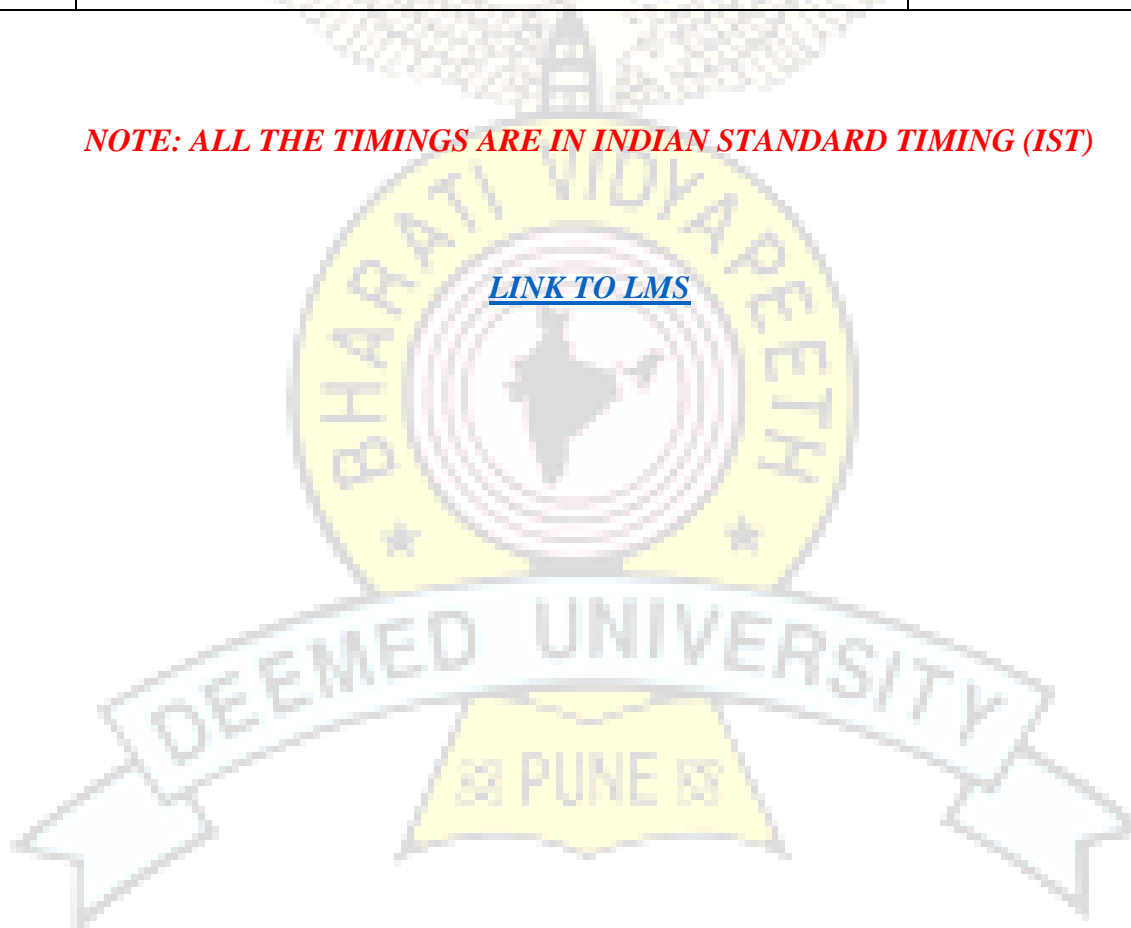 NOTE: ALL THE TIMINGS ARE IN INDIAN STANDARD TIMING (IST)
LINK TO LMS
BHARATI VIDYAPEETH
DEEMED UNIVERSITY
PUNE